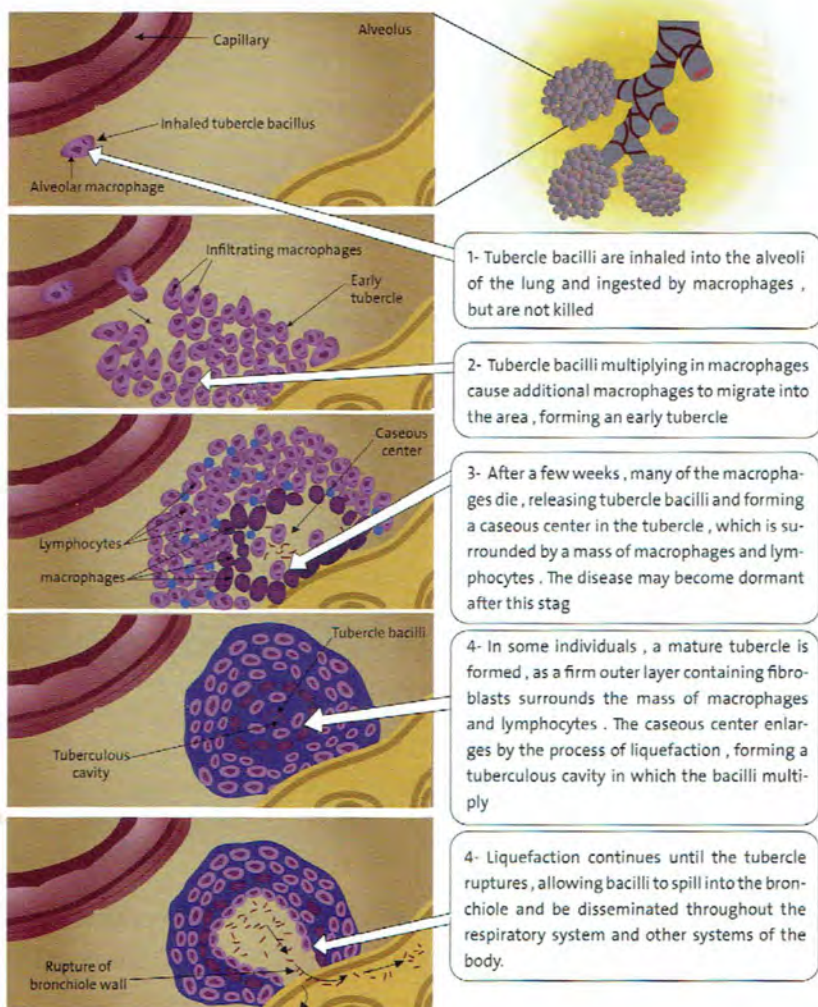 Capillary
Alveolus
Inhaled tubercle bacillus
Alveolar macrophage
1- Tubercle bacilli are inhaled into the alveoli
of the lung and ingested by macrophages ,
but are not killed
Infiltrating macrophages
Early
tubercle
2- Tubercle bacilli multiplying in macrophages
cause additional macrophages to migrate into
the area , forming an early tubercle
Caseous
center
Lymphocytes
macrophages
3- After a few weeks , many of the macropha-
ges die , releasing tubercle bacilli and forming
a caseous center in the tubercle , which is su-
rrounded by a mass of macrophages and lym-
phocytes . The disease may become dormant
after this stag
Tubercle bacilli
Tuberculous
cavity
4- In some individuals , a mature tubercle is
formed , as a firm outer layer containing fibro-
blasts surrounds the mass of macrophages
and lymphocytes . The caseous center enlar-
ges by the process of liquefaction , forming a
tuberculous cavity in which the bacilli multi-
ply
Rupture of
bronchiole wall
4- Liquefaction continues until the tubercle
ruptures , allowing bacilli to spill into the bron-
chiole and be disseminated throughout the
respiratory system and other systems of the
body.